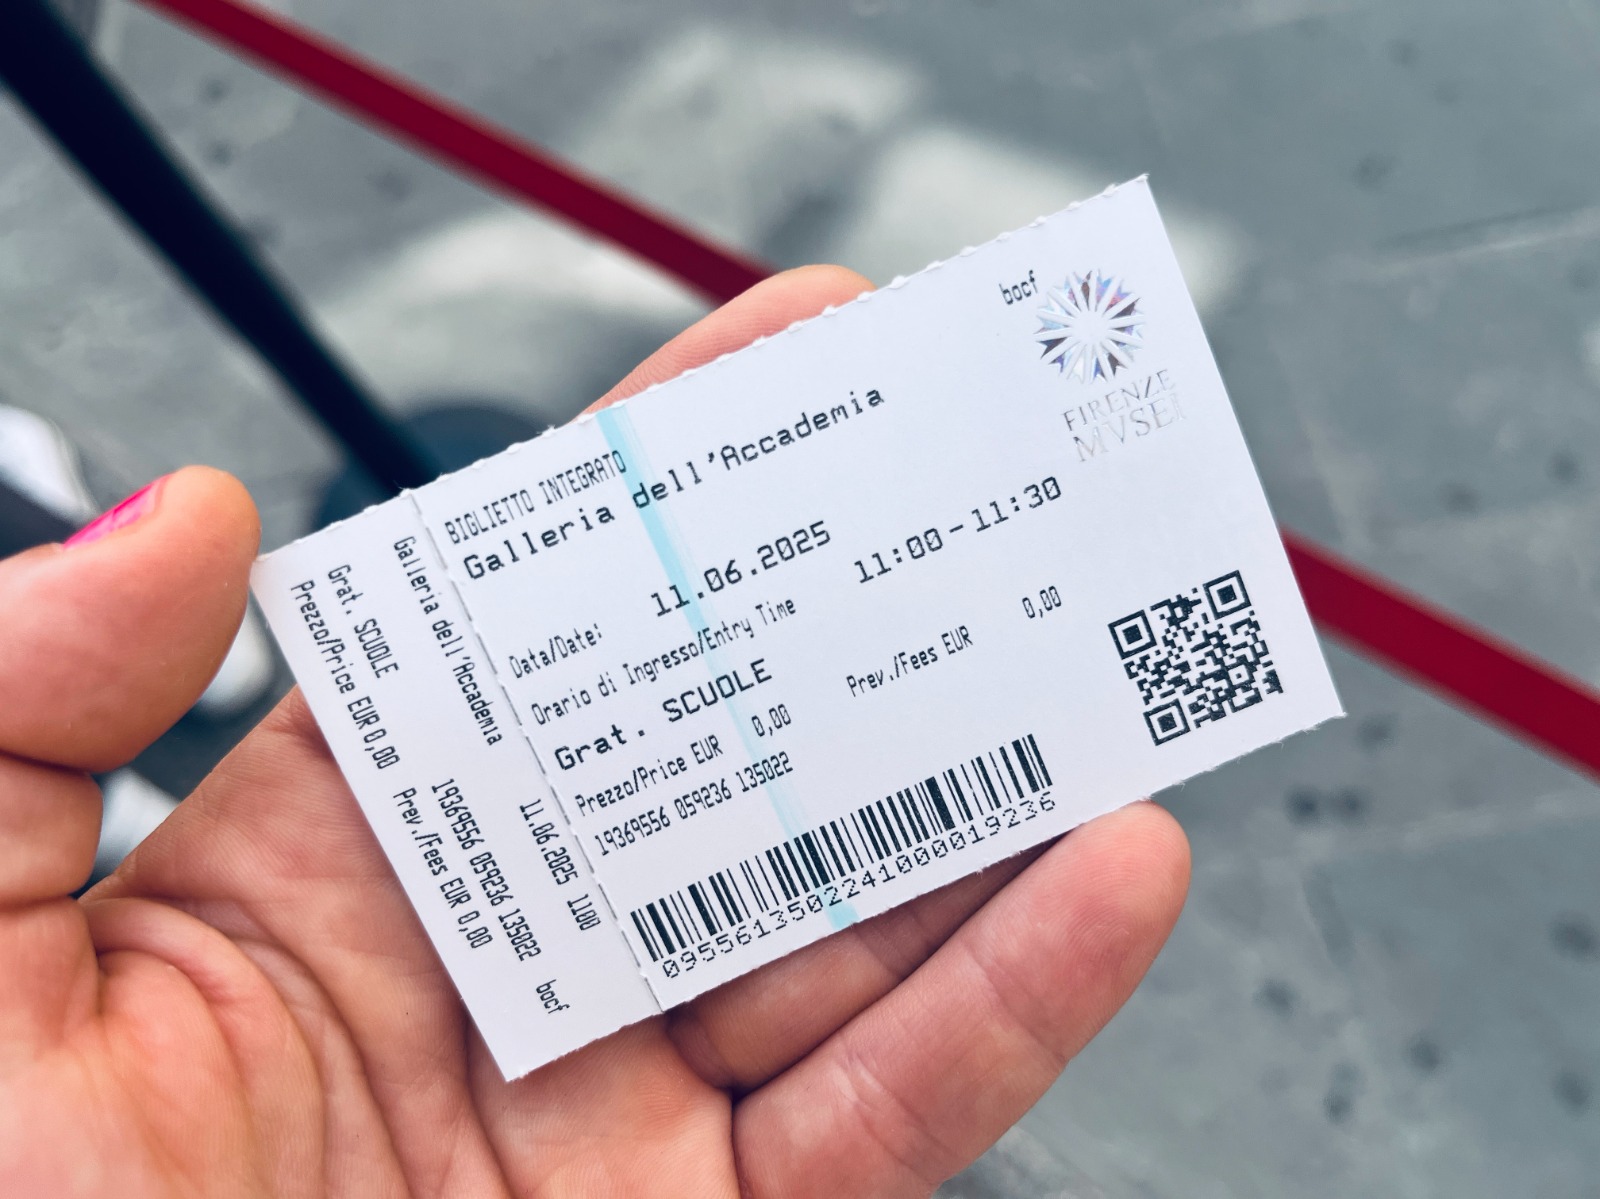 Galleria dell'Accademia 11.06.2025 1100
Grat. SCUOLE 19369556 059236 135022 bocf
Prezzo/Price EUR 0,00 Prev./Fees EUR 0,00
bocf
FIRENZE
MVSEI
BIGLIETTO INTEGRATO
Galleria dell'Accademia
Data/Date: 11.06.2025
Orario di Ingresso/Entry Time 11:00-11:30
Grat. SCUOLE
Prezzo/Price EUR 0,00 Prev./Fees EUR 0,00
19369556 059236 135022
0955613502241000019236